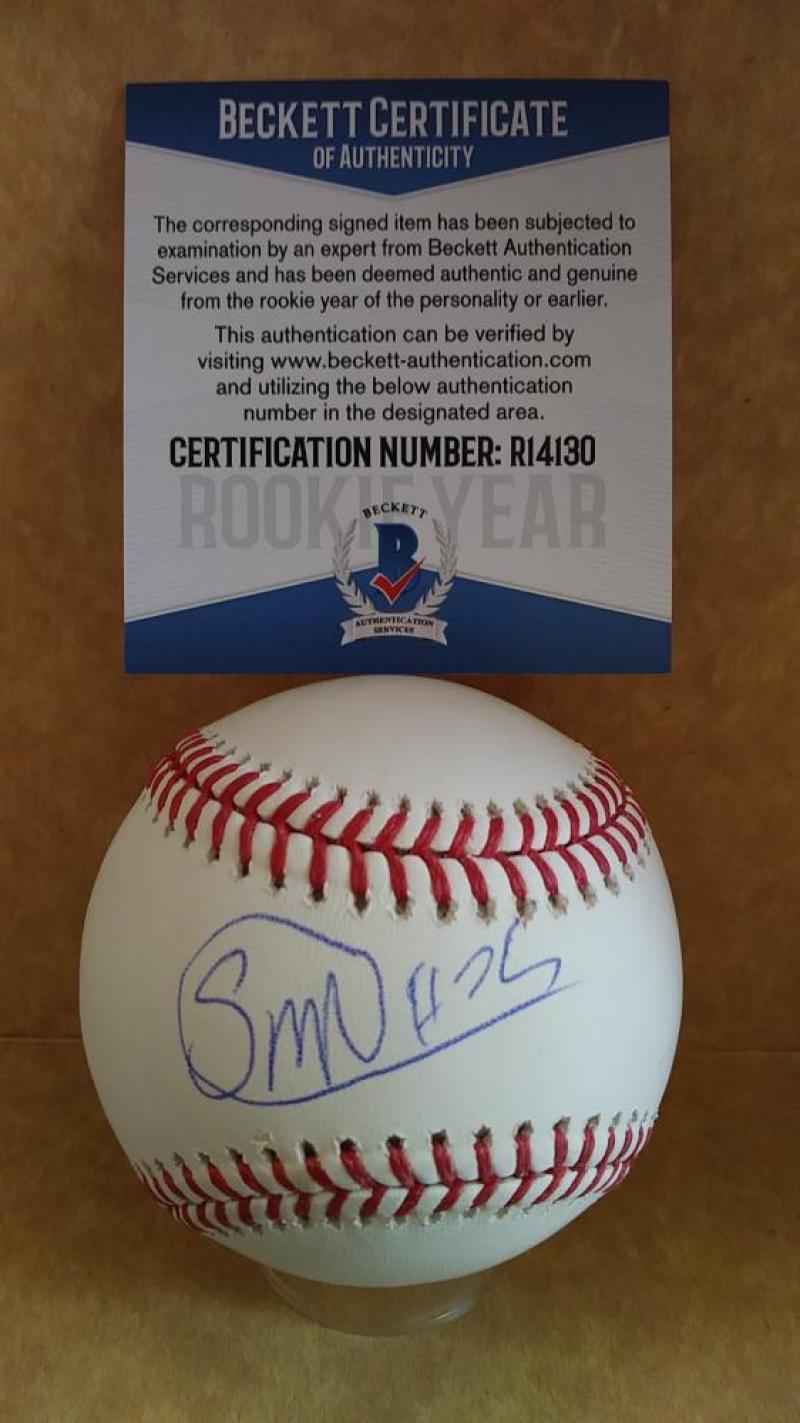 BECKETT CERTIFICATE
OF AUTHENTICITY
The corresponding signed item has been subjected to
examination by an expert from Beckett Authentication
Services and has been deemed authentic and genuine
from the rookie year of the personality or earlier.
This authentication can be verified by
visiting www.beckett-authentication.com
and utilizing the below authentication
number in the designated area.
CERTIFICATION NUMBER: R14130
ROOKIE YEAR
BECKETT
B
AUTHENTICATION
SERVICES